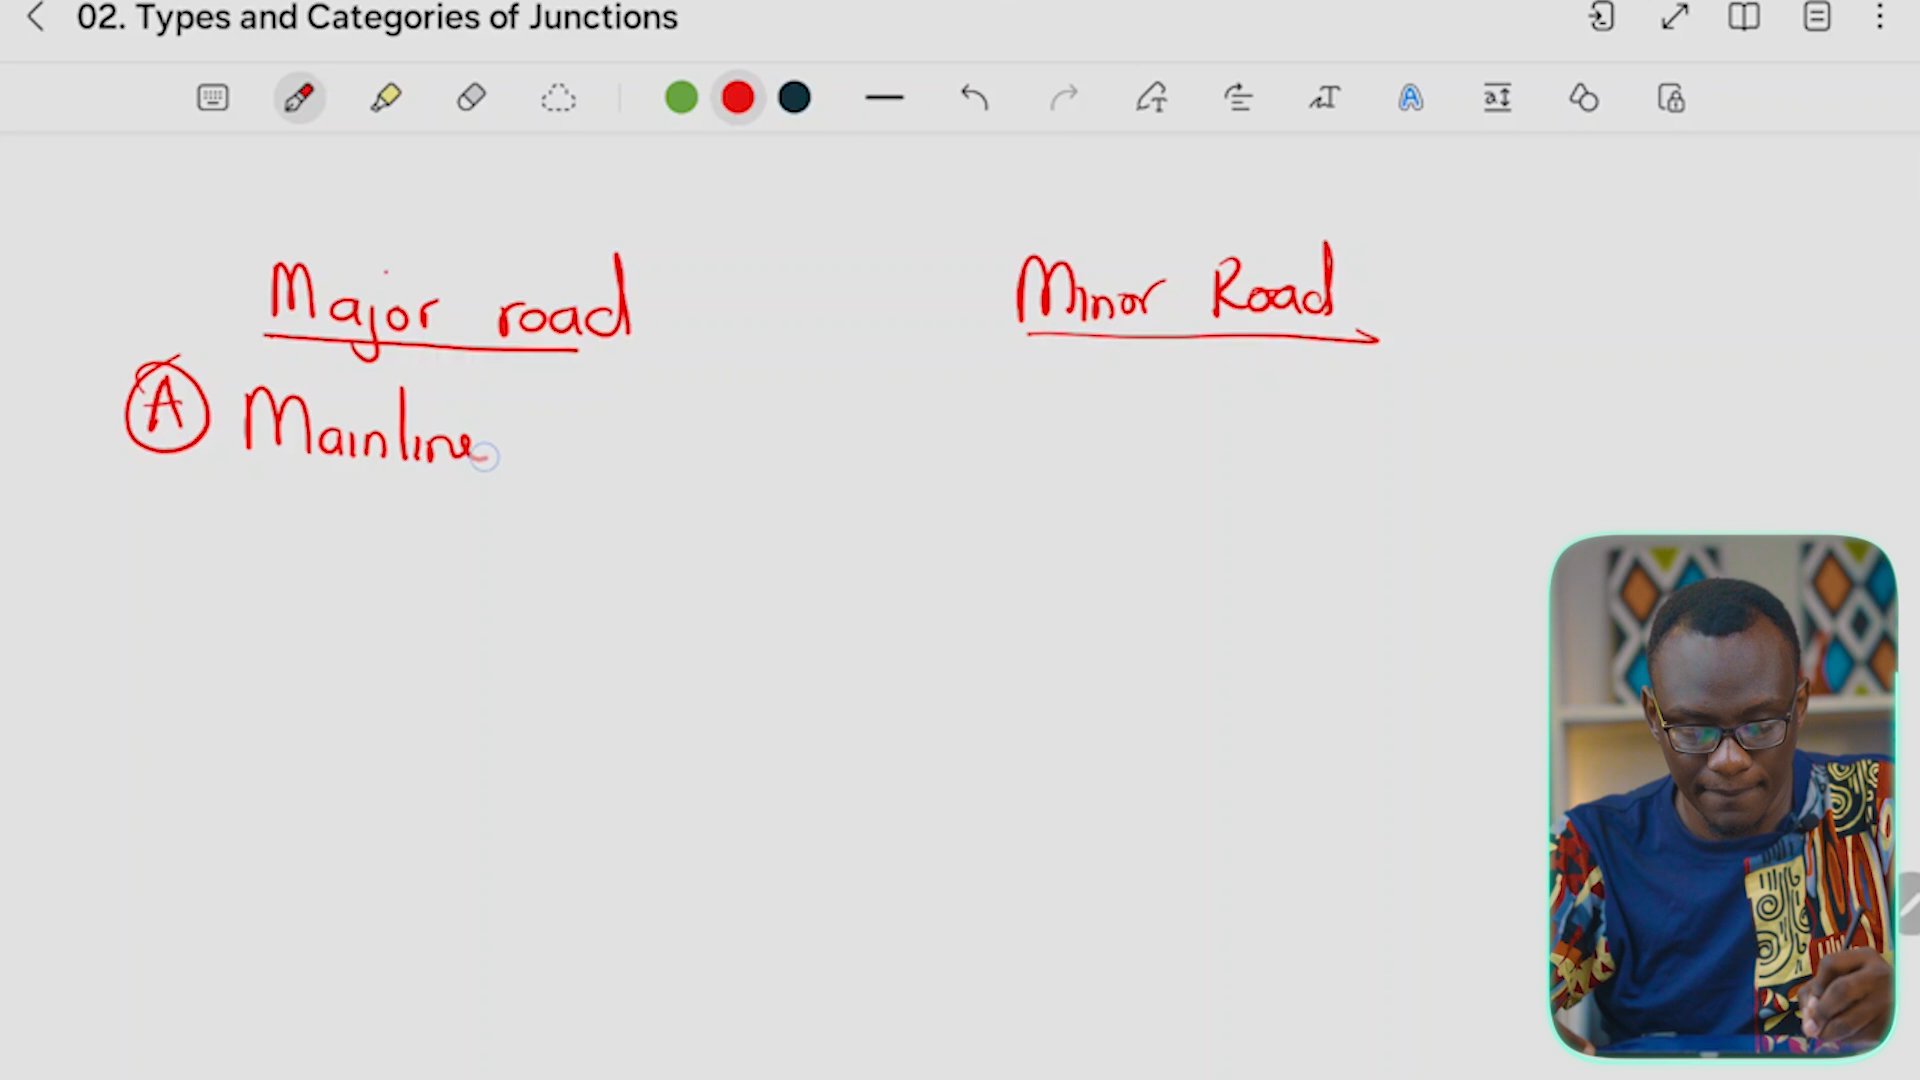 02. Types and Categories of Junctions
Major road
Minor Road
A Mainline